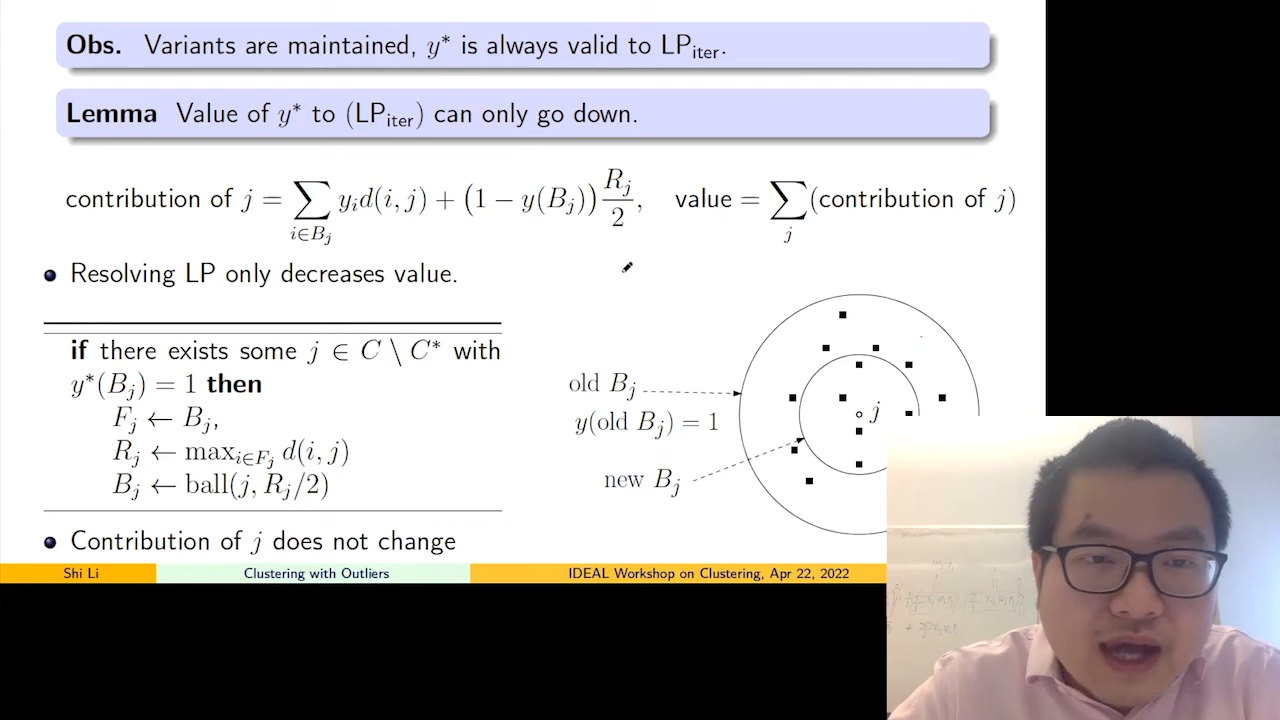 Obs. Variants are maintained, y* is always valid to LP_iter.
Lemma Value of y* to (LP_iter) can only go down.
contribution of j = ∑_{i∈B_j} y_i d(i, j) + (1 − y(B_j)) R_j/2, value = ∑_j (contribution of j)
• Resolving LP only decreases value.
if there exists some j ∈ C \ C* with
y*(B_j) = 1 then
F_j ← B_j,
R_j ← max_{i∈F_j} d(i, j)
B_j ← ball(j, R_j/2)
old B_j
y(old B_j) = 1
new B_j
j
• Contribution of j does not change
Shi Li Clustering with Outliers IDEAL Workshop on Clustering, Apr 22, 2022